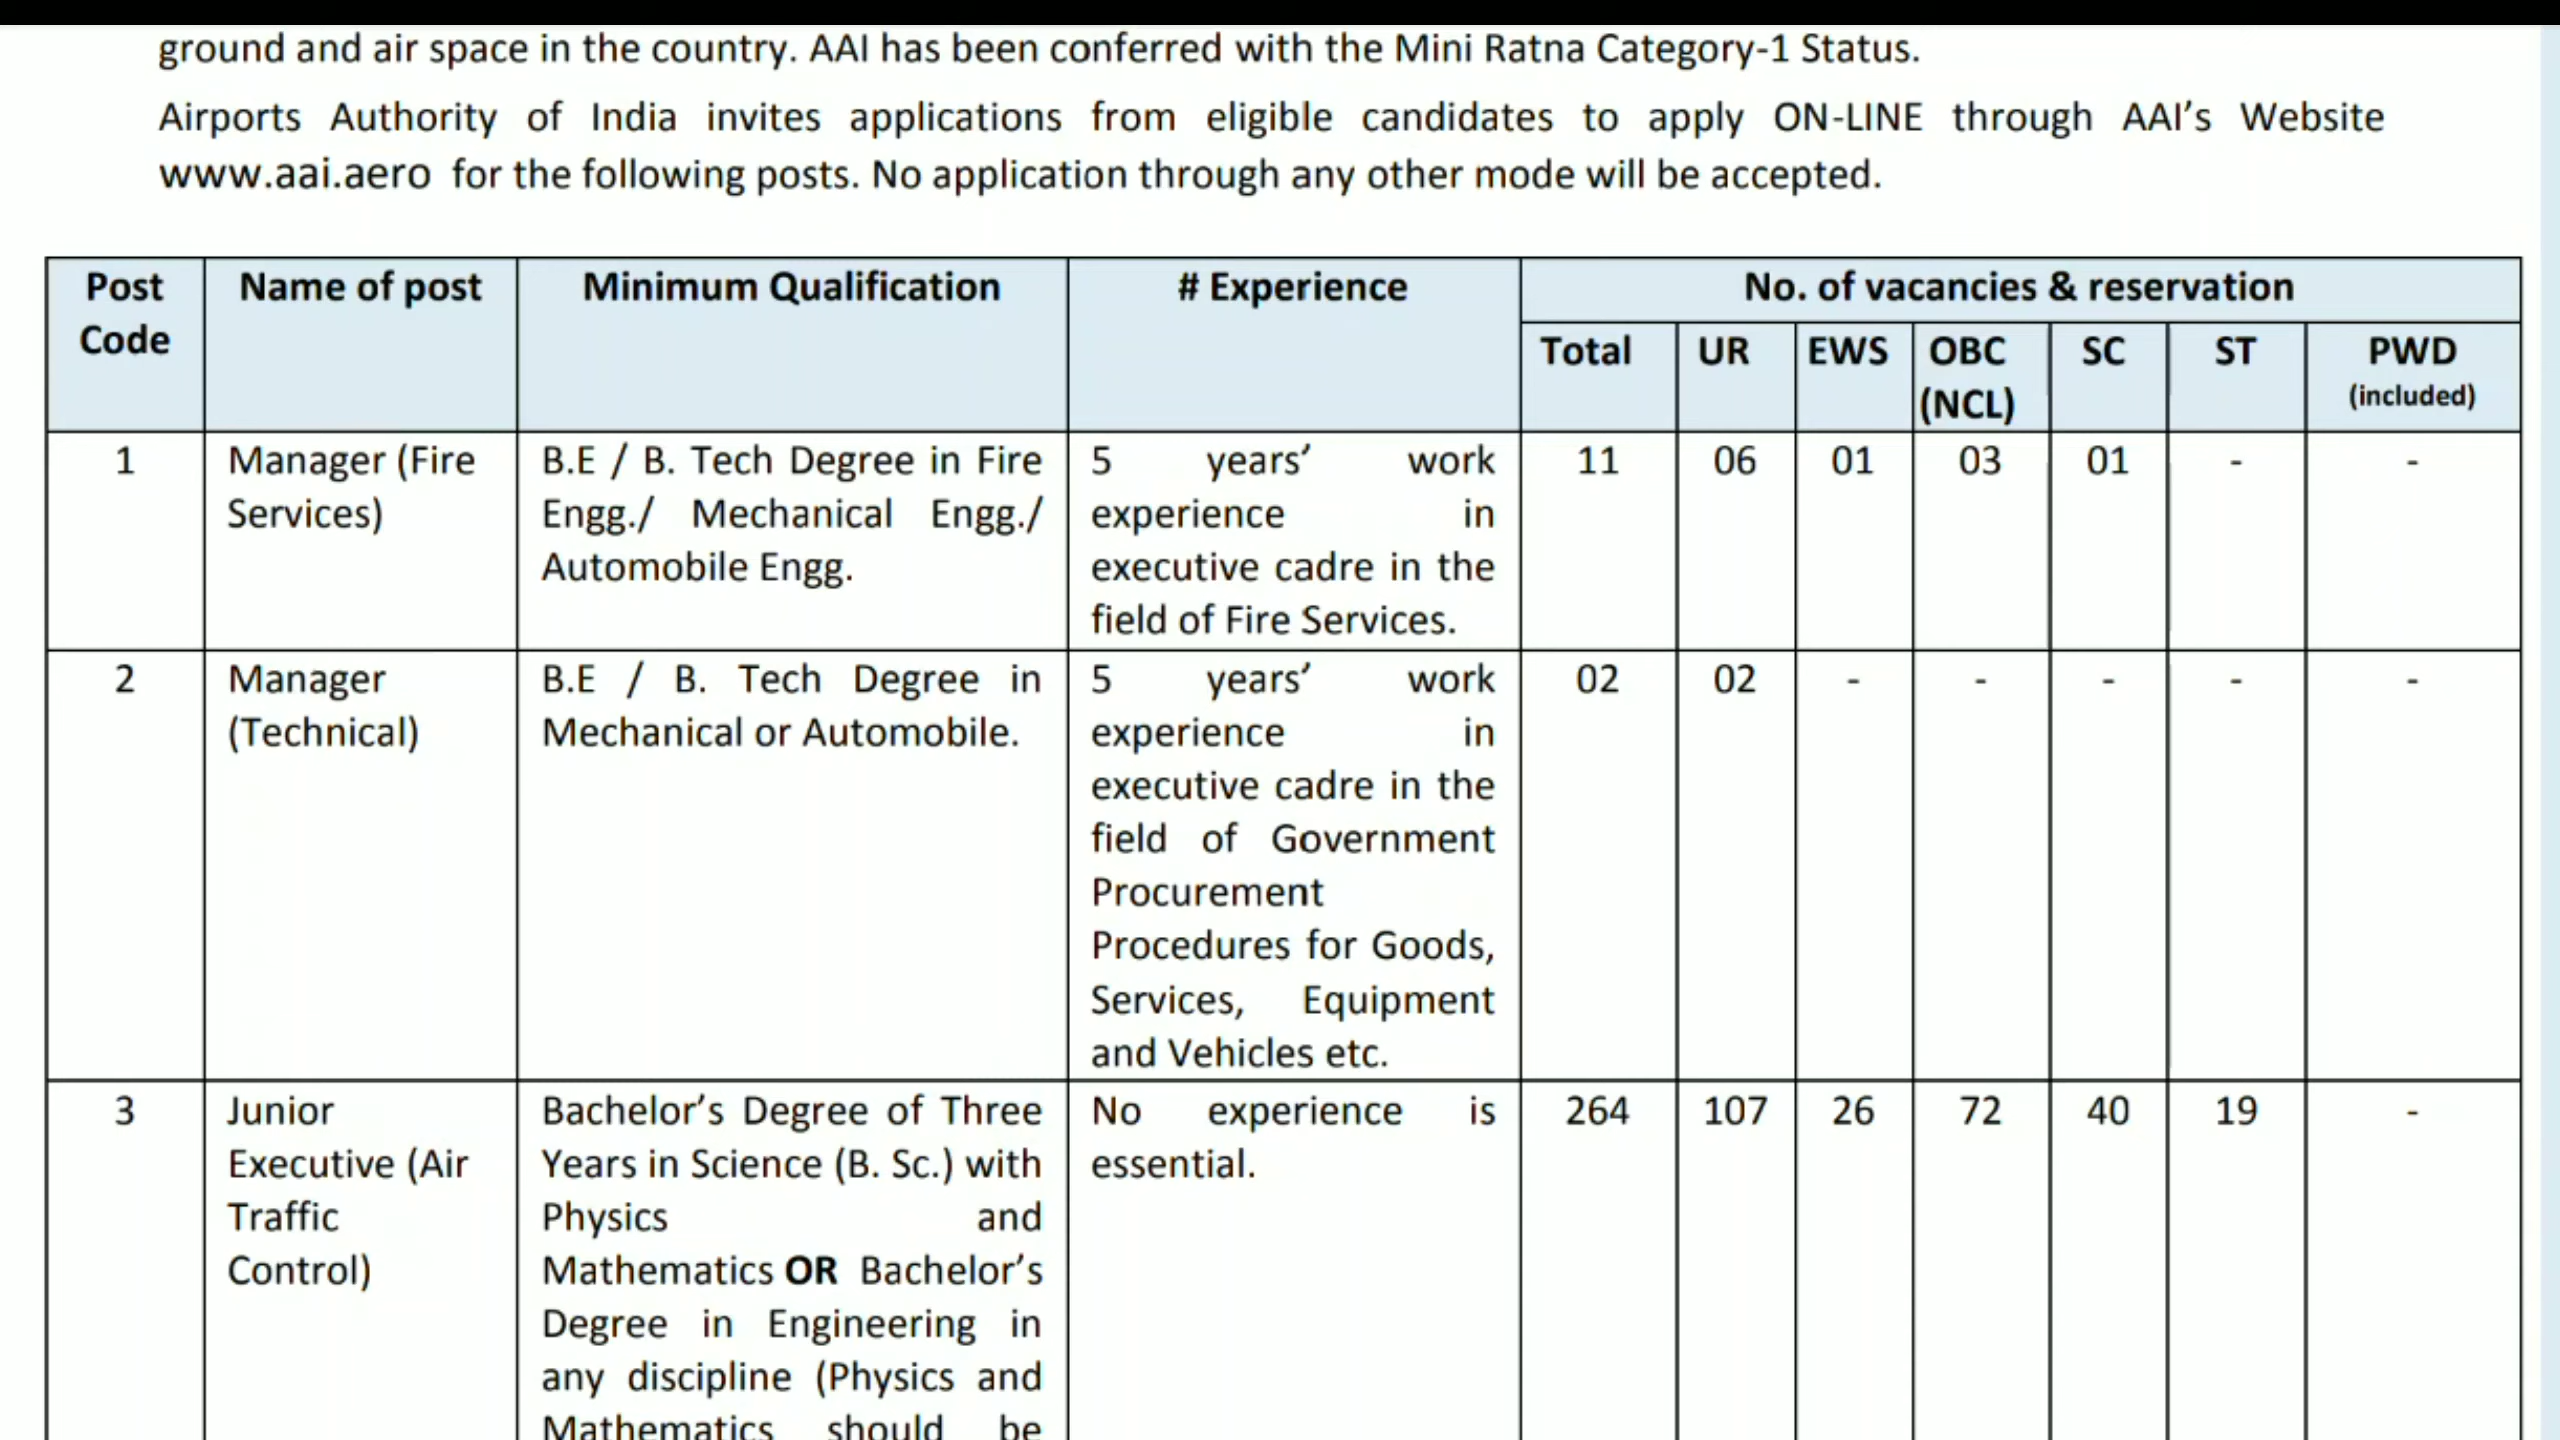 ground and air space in the country. AAI has been conferred with the Mini Ratna Category-1 Status.
Airports Authority of India invites applications from eligible candidates to apply ON-LINE through AAI’s Website
www.aai.aero for the following posts. No application through any other mode will be accepted.
Post Code
Name of post
Minimum Qualification
# Experience
No. of vacancies & reservation
Total
UR
EWS
OBC
(NCL)
SC
ST
PWD
(included)
1
Manager (Fire
Services)
B.E / B. Tech Degree in Fire
Engg./ Mechanical Engg./
Automobile Engg.
5 years’ work
experience in
executive cadre in the
field of Fire Services.
11
06
01
03
01
-
-
2
Manager
(Technical)
B.E / B. Tech Degree in
Mechanical or Automobile.
5 years’ work
experience in
executive cadre in the
field of Government
Procurement
Procedures for Goods,
Services, Equipment
and Vehicles etc.
02
02
-
-
-
-
-
3
Junior
Executive (Air
Traffic
Control)
Bachelor’s Degree of Three
Years in Science (B. Sc.) with
Physics and
Mathematics OR Bachelor’s
Degree in Engineering in
any discipline (Physics and
Mathematics should be
No experience is
essential.
264
107
26
72
40
19
-